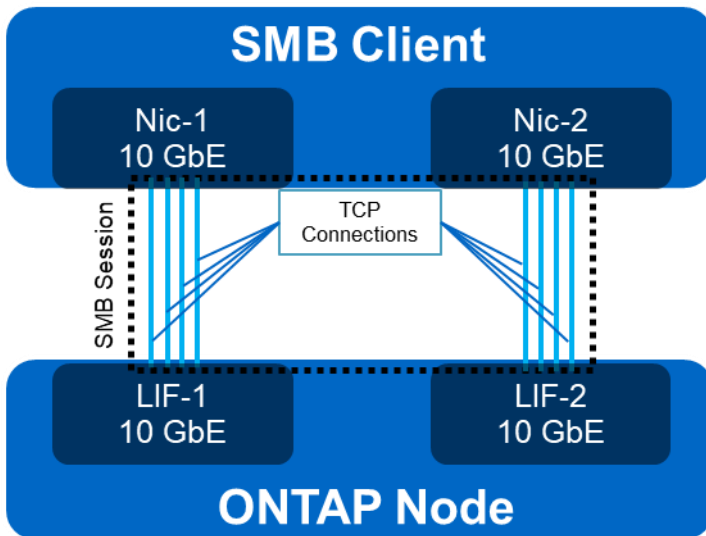 SMB Client
Nic-1
10 GbE
Nic-2
10 GbE
TCP
Connections
SMB Session
LIF-1
10 GbE
LIF-2
10 GbE
ONTAP Node